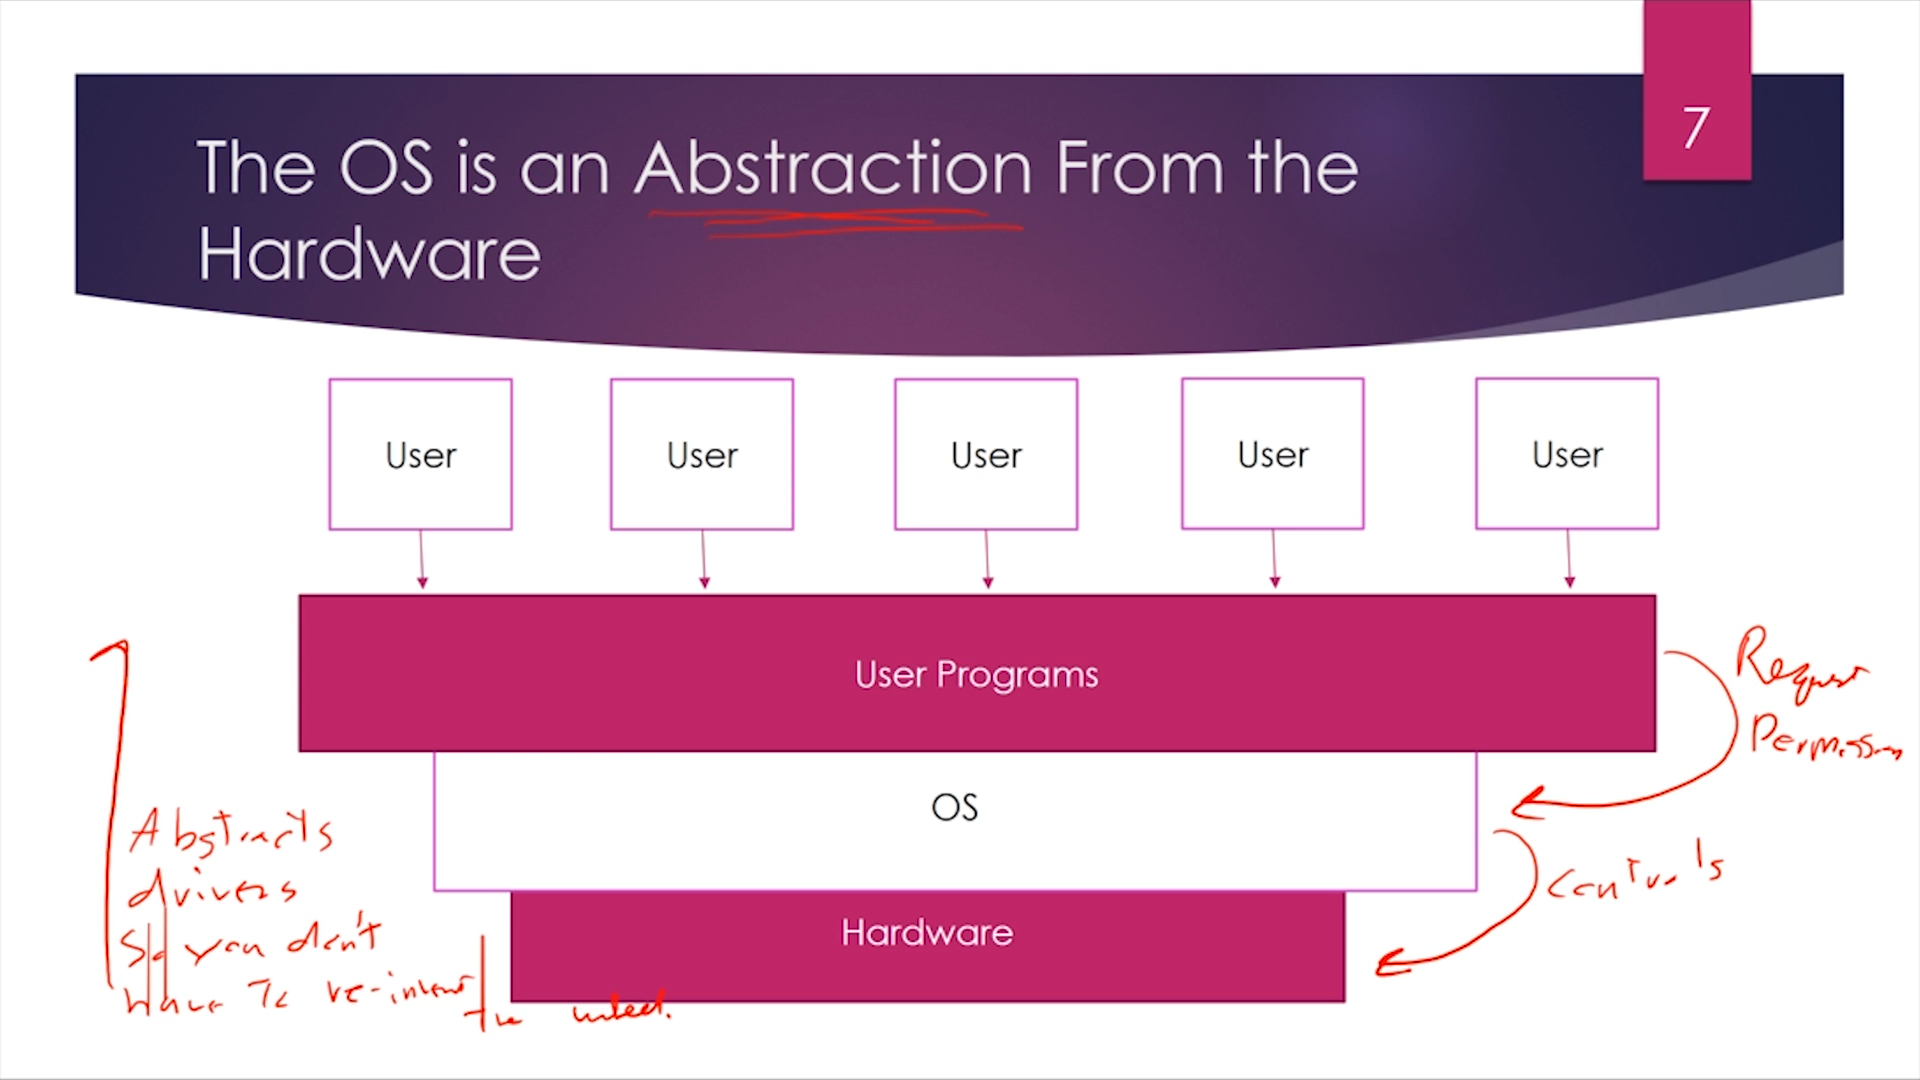 7
The OS is an Abstraction From the
Hardware
User User User User User
User Programs
Request
Permission
OS
Controls
Hardware
Abstracts
drivers
So you don't
have to re-invent
the wheel.